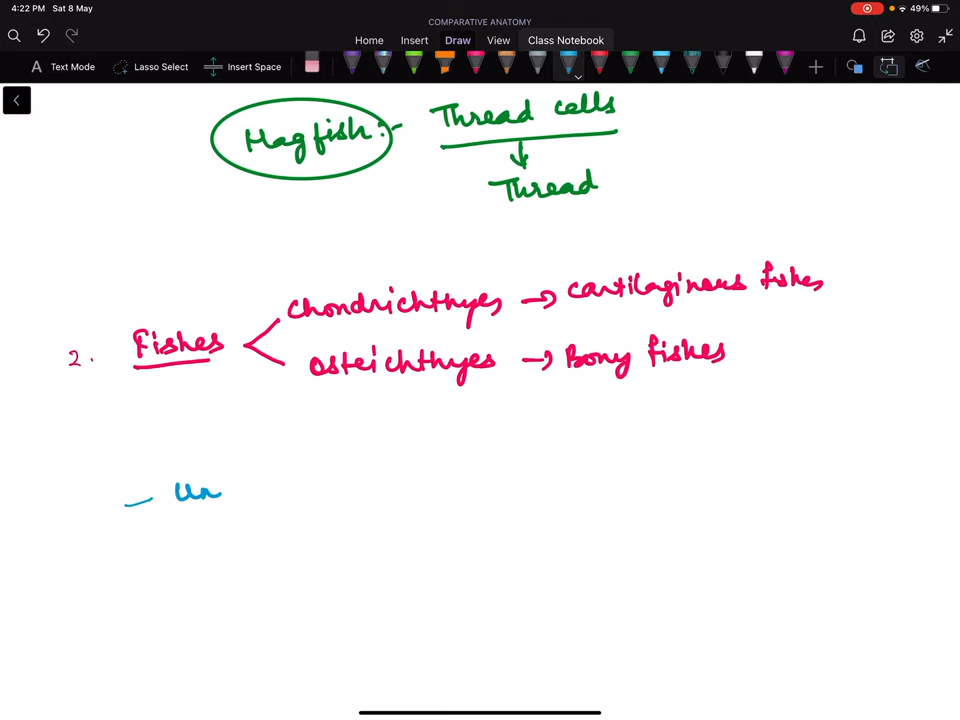 4:22 PM Sat 8 May
49%
COMPARATIVE ANATOMY
Home Insert Draw View Class Notebook
A Text Mode Lasso Select Insert Space
Hagfish:- Thread cells
Thread
Chondrichthyes → cartilaginous fishes
2. Fishes
Osteichthyes → Bony fishes
- Un